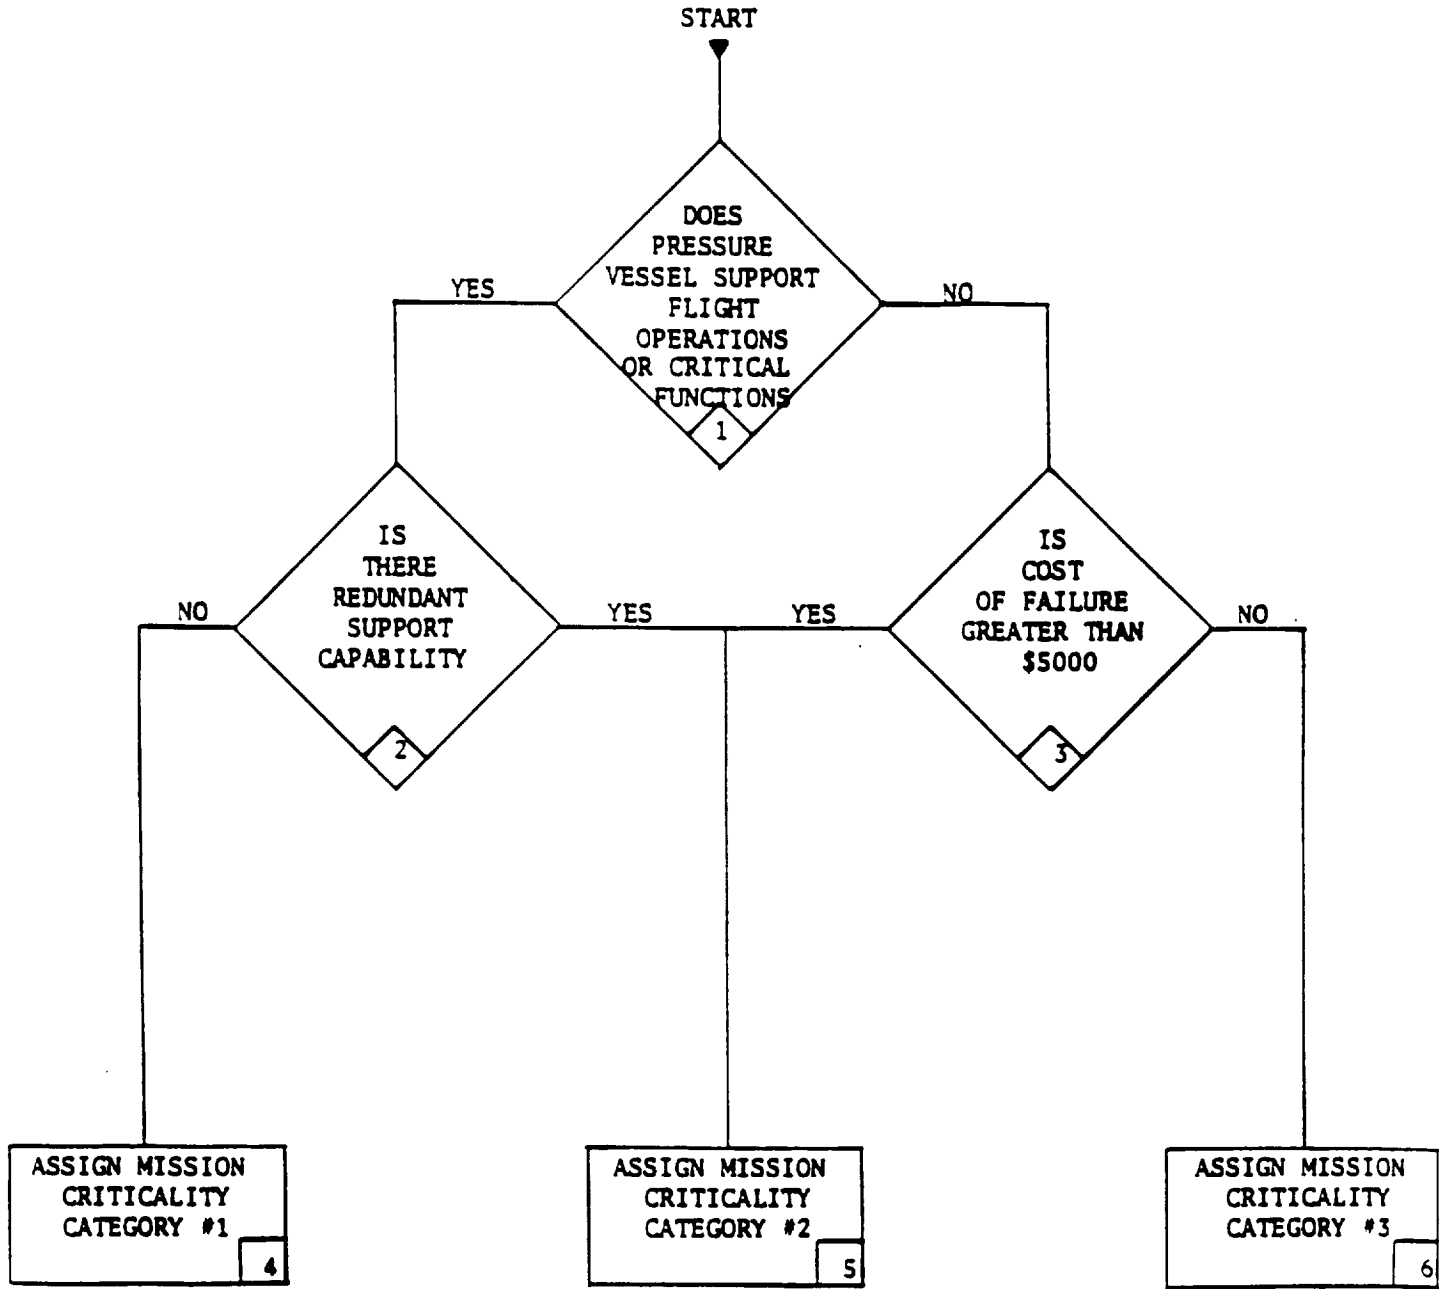 START
DOES
PRESSURE
VESSEL SUPPORT
FLIGHT
OPERATIONS
OR CRITICAL
FUNCTIONS
1
YES
NO
IS
THERE
REDUNDANT
SUPPORT
CAPABILITY
2
NO
YES
IS
COST
OF FAILURE
GREATER THAN
$5000
3
YES
NO
ASSIGN MISSION
CRITICALITY
CATEGORY #1
4
ASSIGN MISSION
CRITICALITY
CATEGORY #2
5
ASSIGN MISSION
CRITICALITY
CATEGORY #3
6